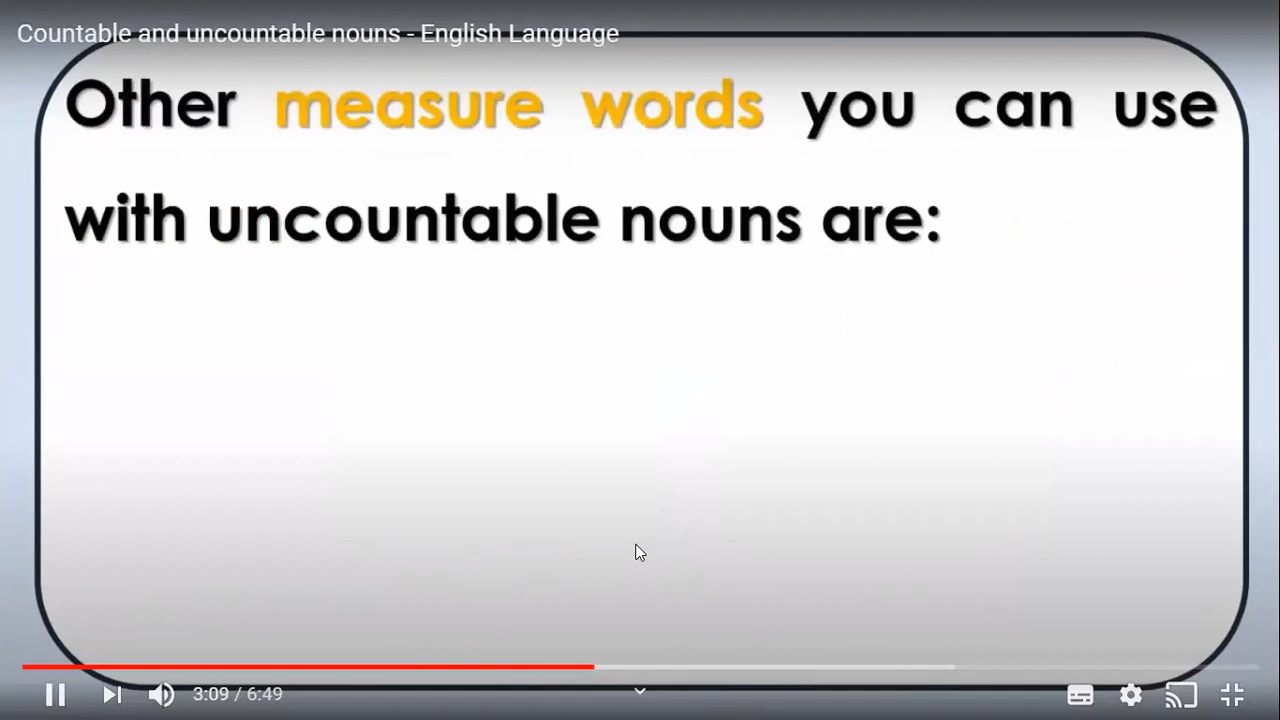 Countable and uncountable nouns - English Language
Other measure words you can use
with uncountable nouns are:
3:09 / 6:49